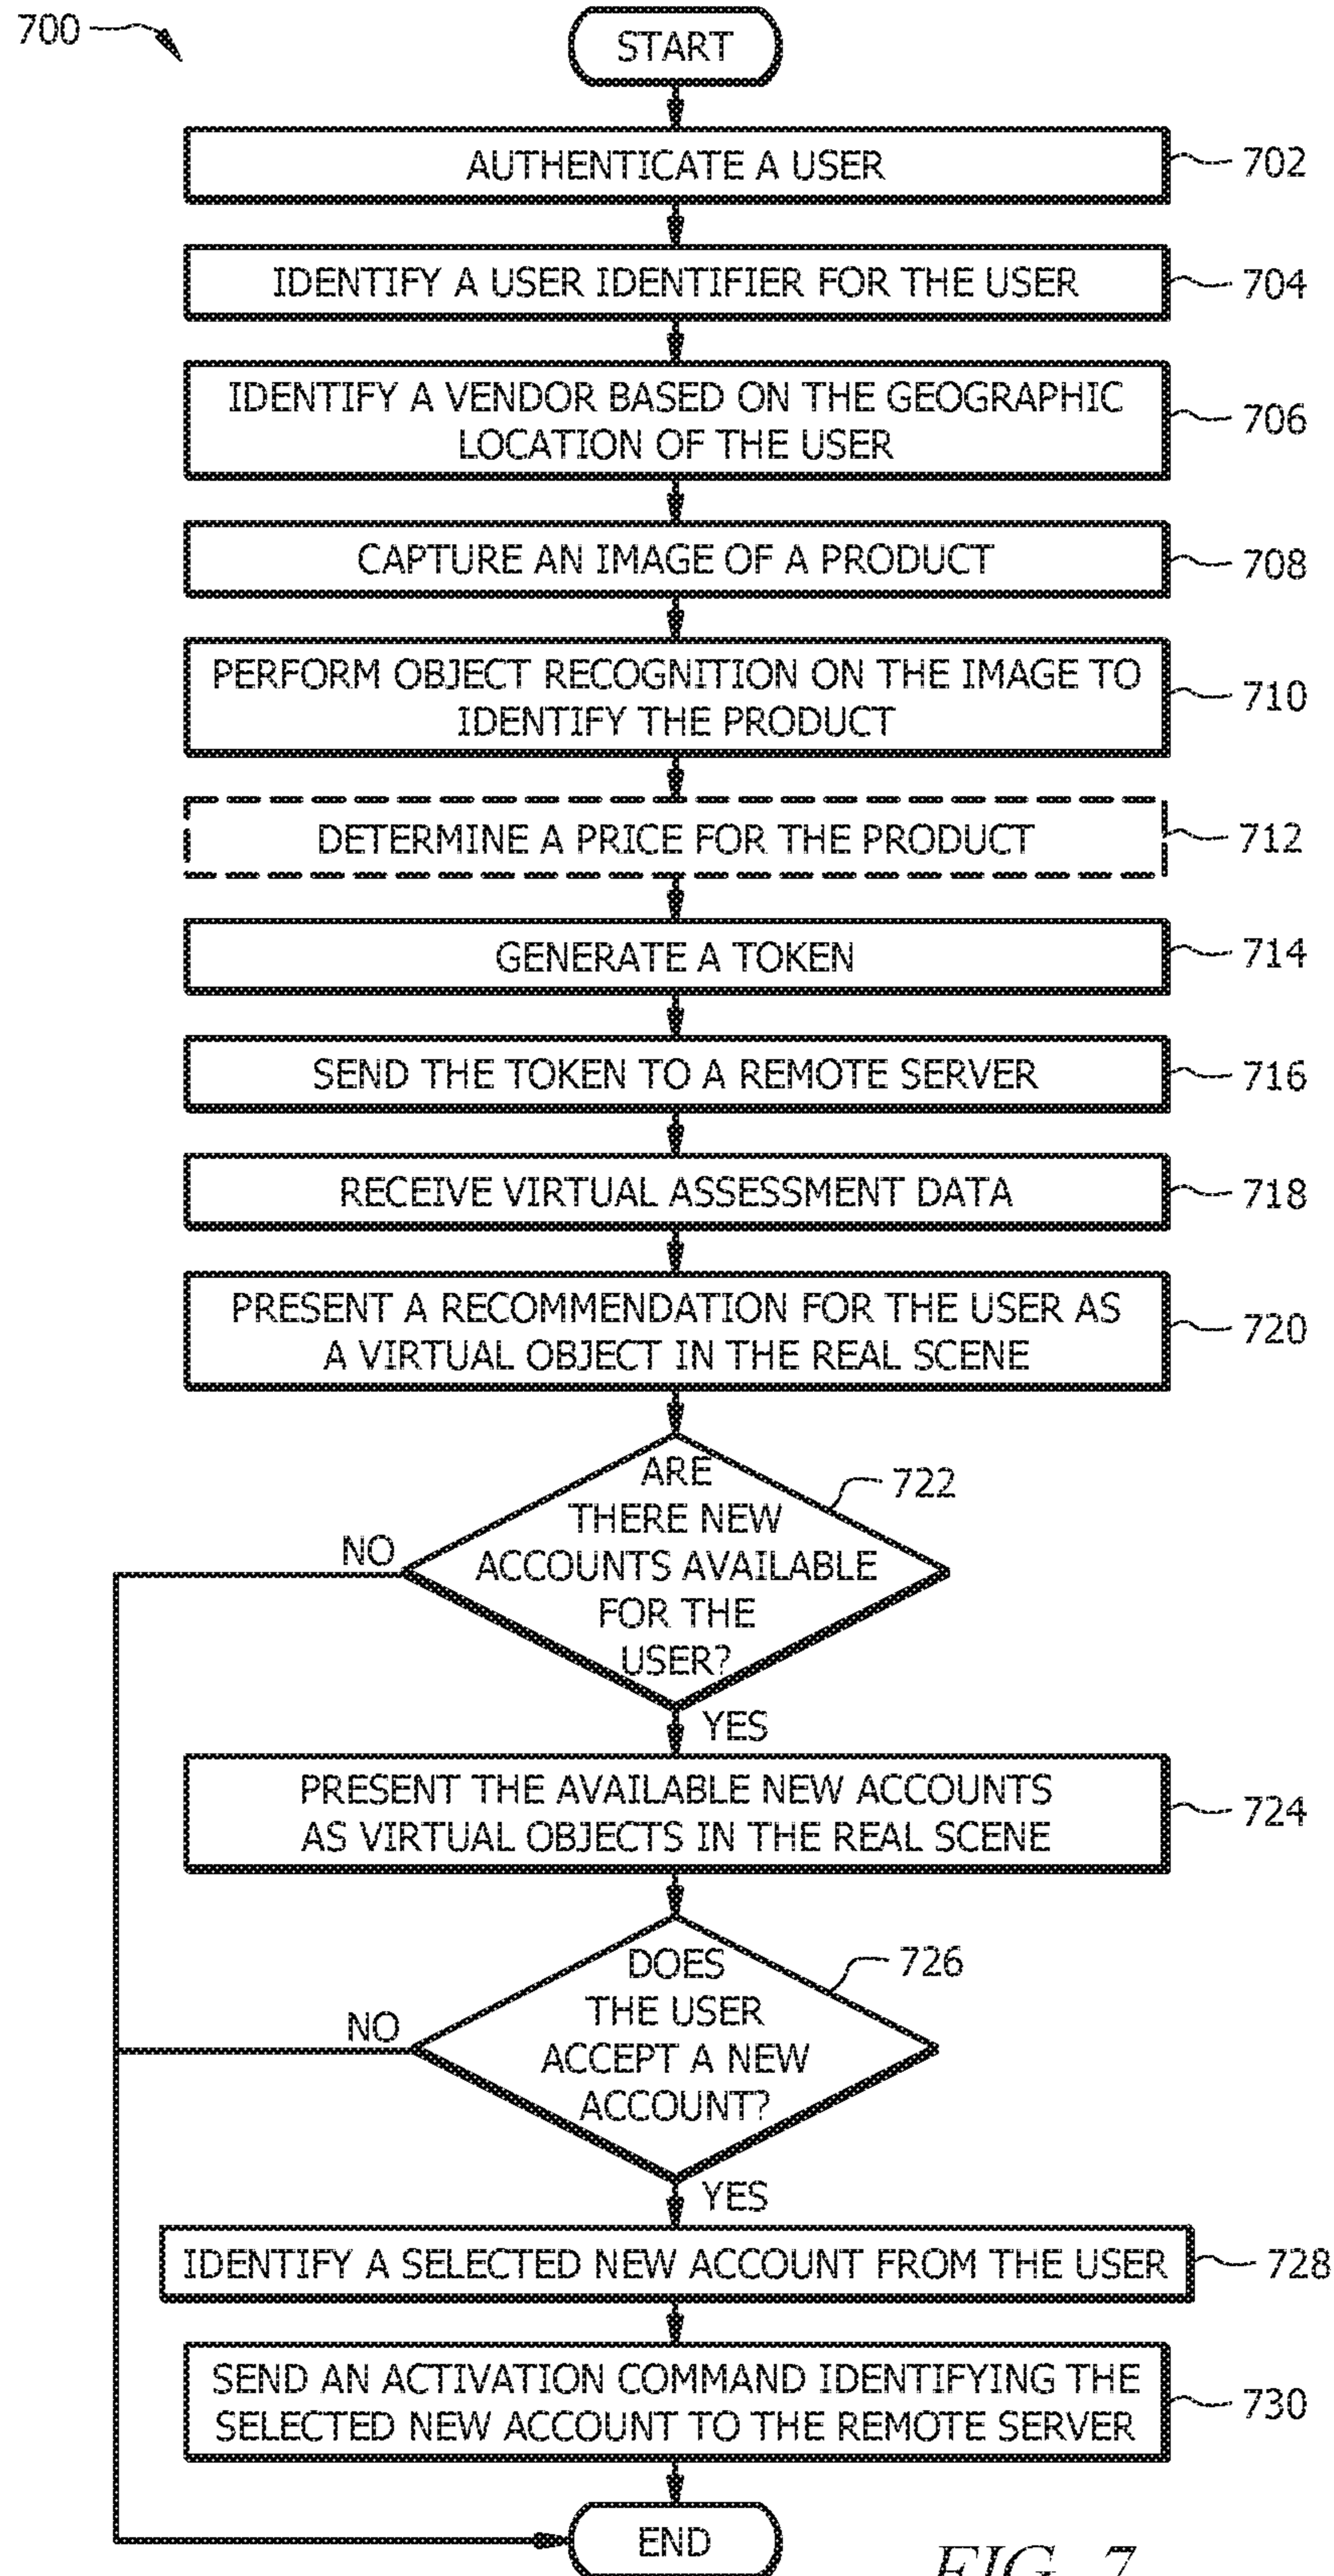 700
START
AUTHENTICATE A USER
702
IDENTIFY A USER IDENTIFIER FOR THE USER
704
IDENTIFY A VENDOR BASED ON THE GEOGRAPHIC
LOCATION OF THE USER
706
CAPTURE AN IMAGE OF A PRODUCT
708
PERFORM OBJECT RECOGNITION ON THE IMAGE TO
IDENTIFY THE PRODUCT
710
DETERMINE A PRICE FOR THE PRODUCT
712
GENERATE A TOKEN
714
SEND THE TOKEN TO A REMOTE SERVER
716
RECEIVE VIRTUAL ASSESSMENT DATA
718
PRESENT A RECOMMENDATION FOR THE USER AS
A VIRTUAL OBJECT IN THE REAL SCENE
720
ARE
THERE NEW
ACCOUNTS AVAILABLE
FOR THE
USER?
722
NO
YES
PRESENT THE AVAILABLE NEW ACCOUNTS
AS VIRTUAL OBJECTS IN THE REAL SCENE
724
DOES
THE USER
ACCEPT A NEW
ACCOUNT?
726
NO
YES
IDENTIFY A SELECTED NEW ACCOUNT FROM THE USER
728
SEND AN ACTIVATION COMMAND IDENTIFYING THE
SELECTED NEW ACCOUNT TO THE REMOTE SERVER
730
END
FIG. 7